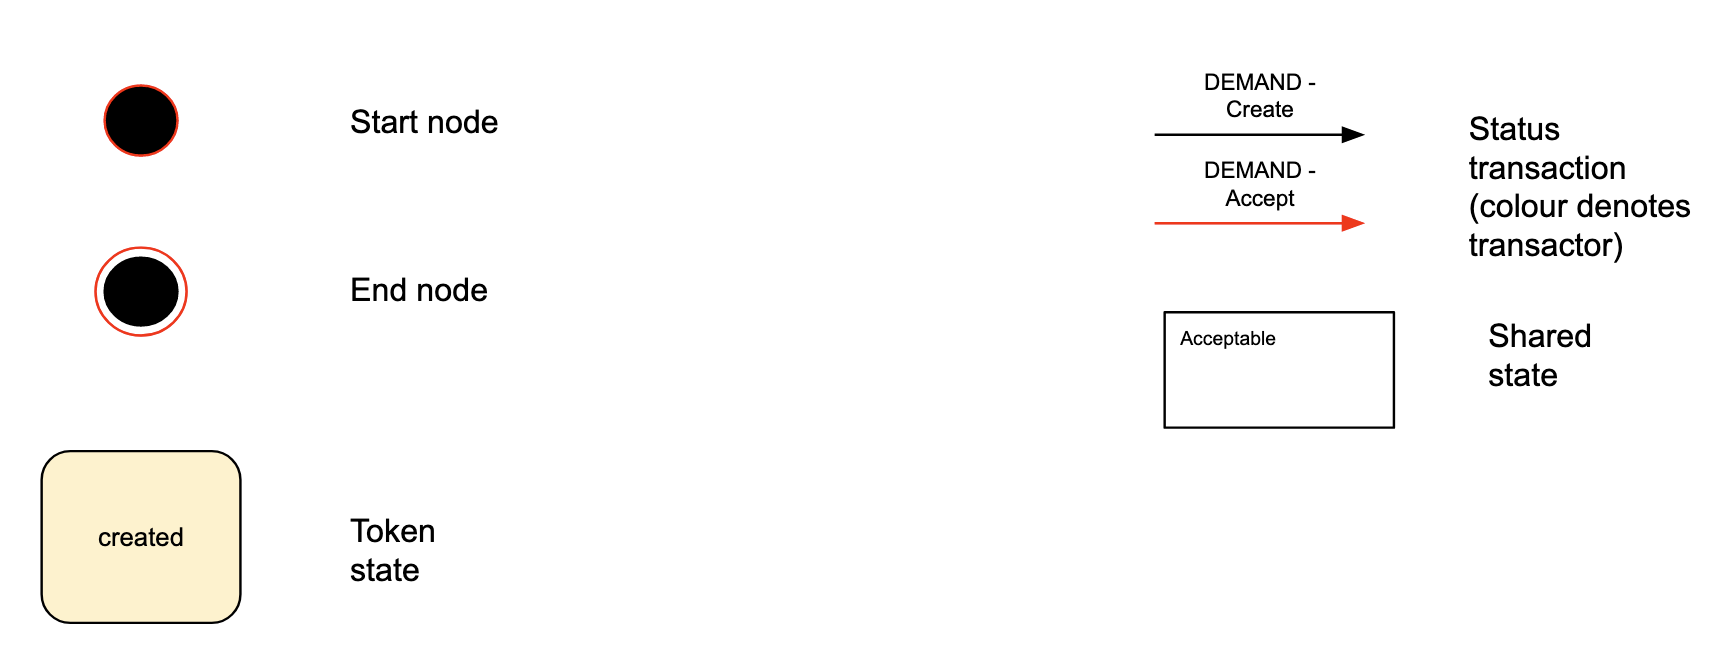 Start node
End node
created
Token
state
DEMAND -
Create
DEMAND -
Accept
Status
transaction
(colour denotes
transactor)
Acceptable
Shared
state